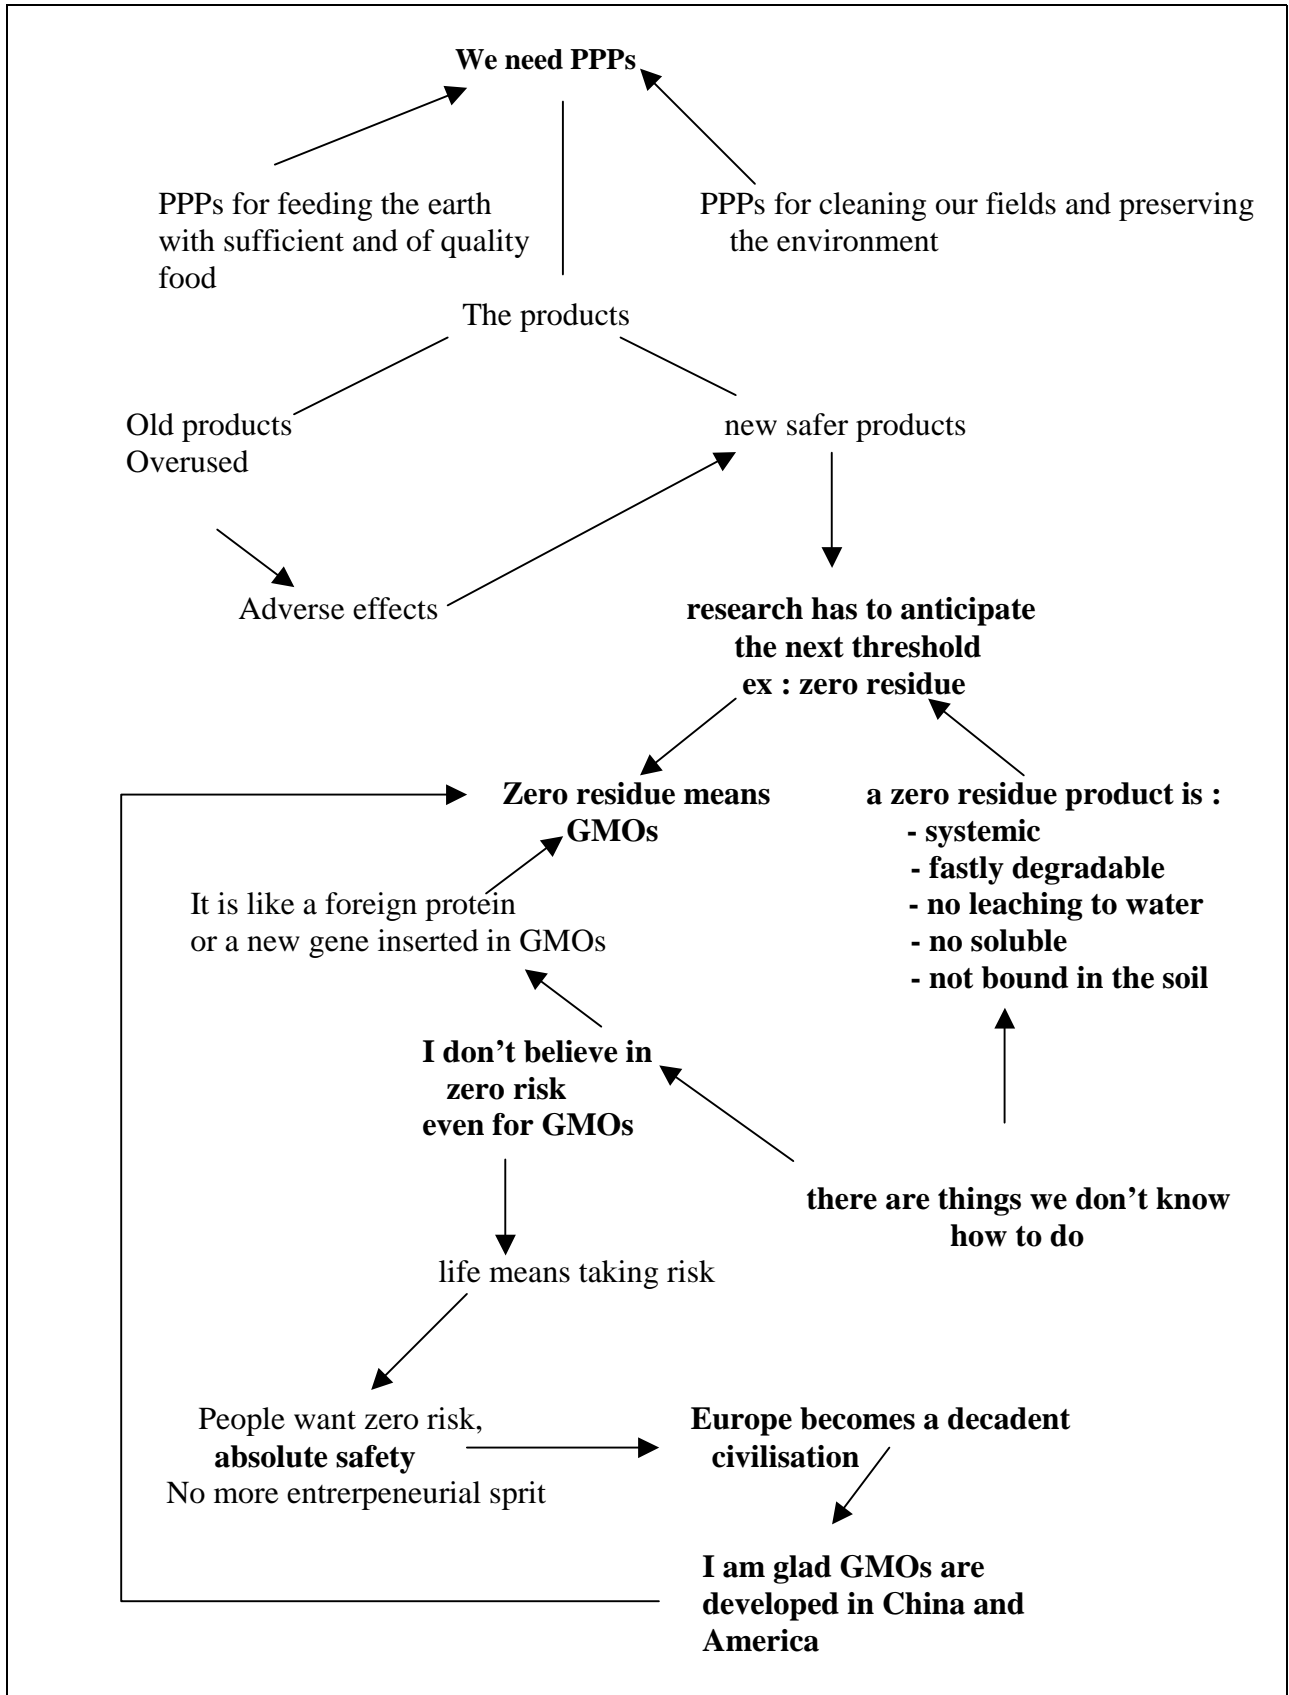 We need PPPs
PPPs for feeding the earth
with sufficient and of quality
food
PPPs for cleaning our fields and preserving
the environment
The products
Old products
Overused
new safer products
Adverse effects
research has to anticipate
the next threshold
ex : zero residue
Zero residue means
GMOs
a zero residue product is :
- systemic
- fastly degradable
- no leaching to water
- no soluble
- not bound in the soil
It is like a foreign protein
or a new gene inserted in GMOs
I don’t believe in
zero risk
even for GMOs
there are things we don’t know
how to do
life means taking risk
People want zero risk,
absolute safety
No more entrerpeneurial sprit
Europe becomes a decadent
civilisation
I am glad GMOs are
developed in China and
America